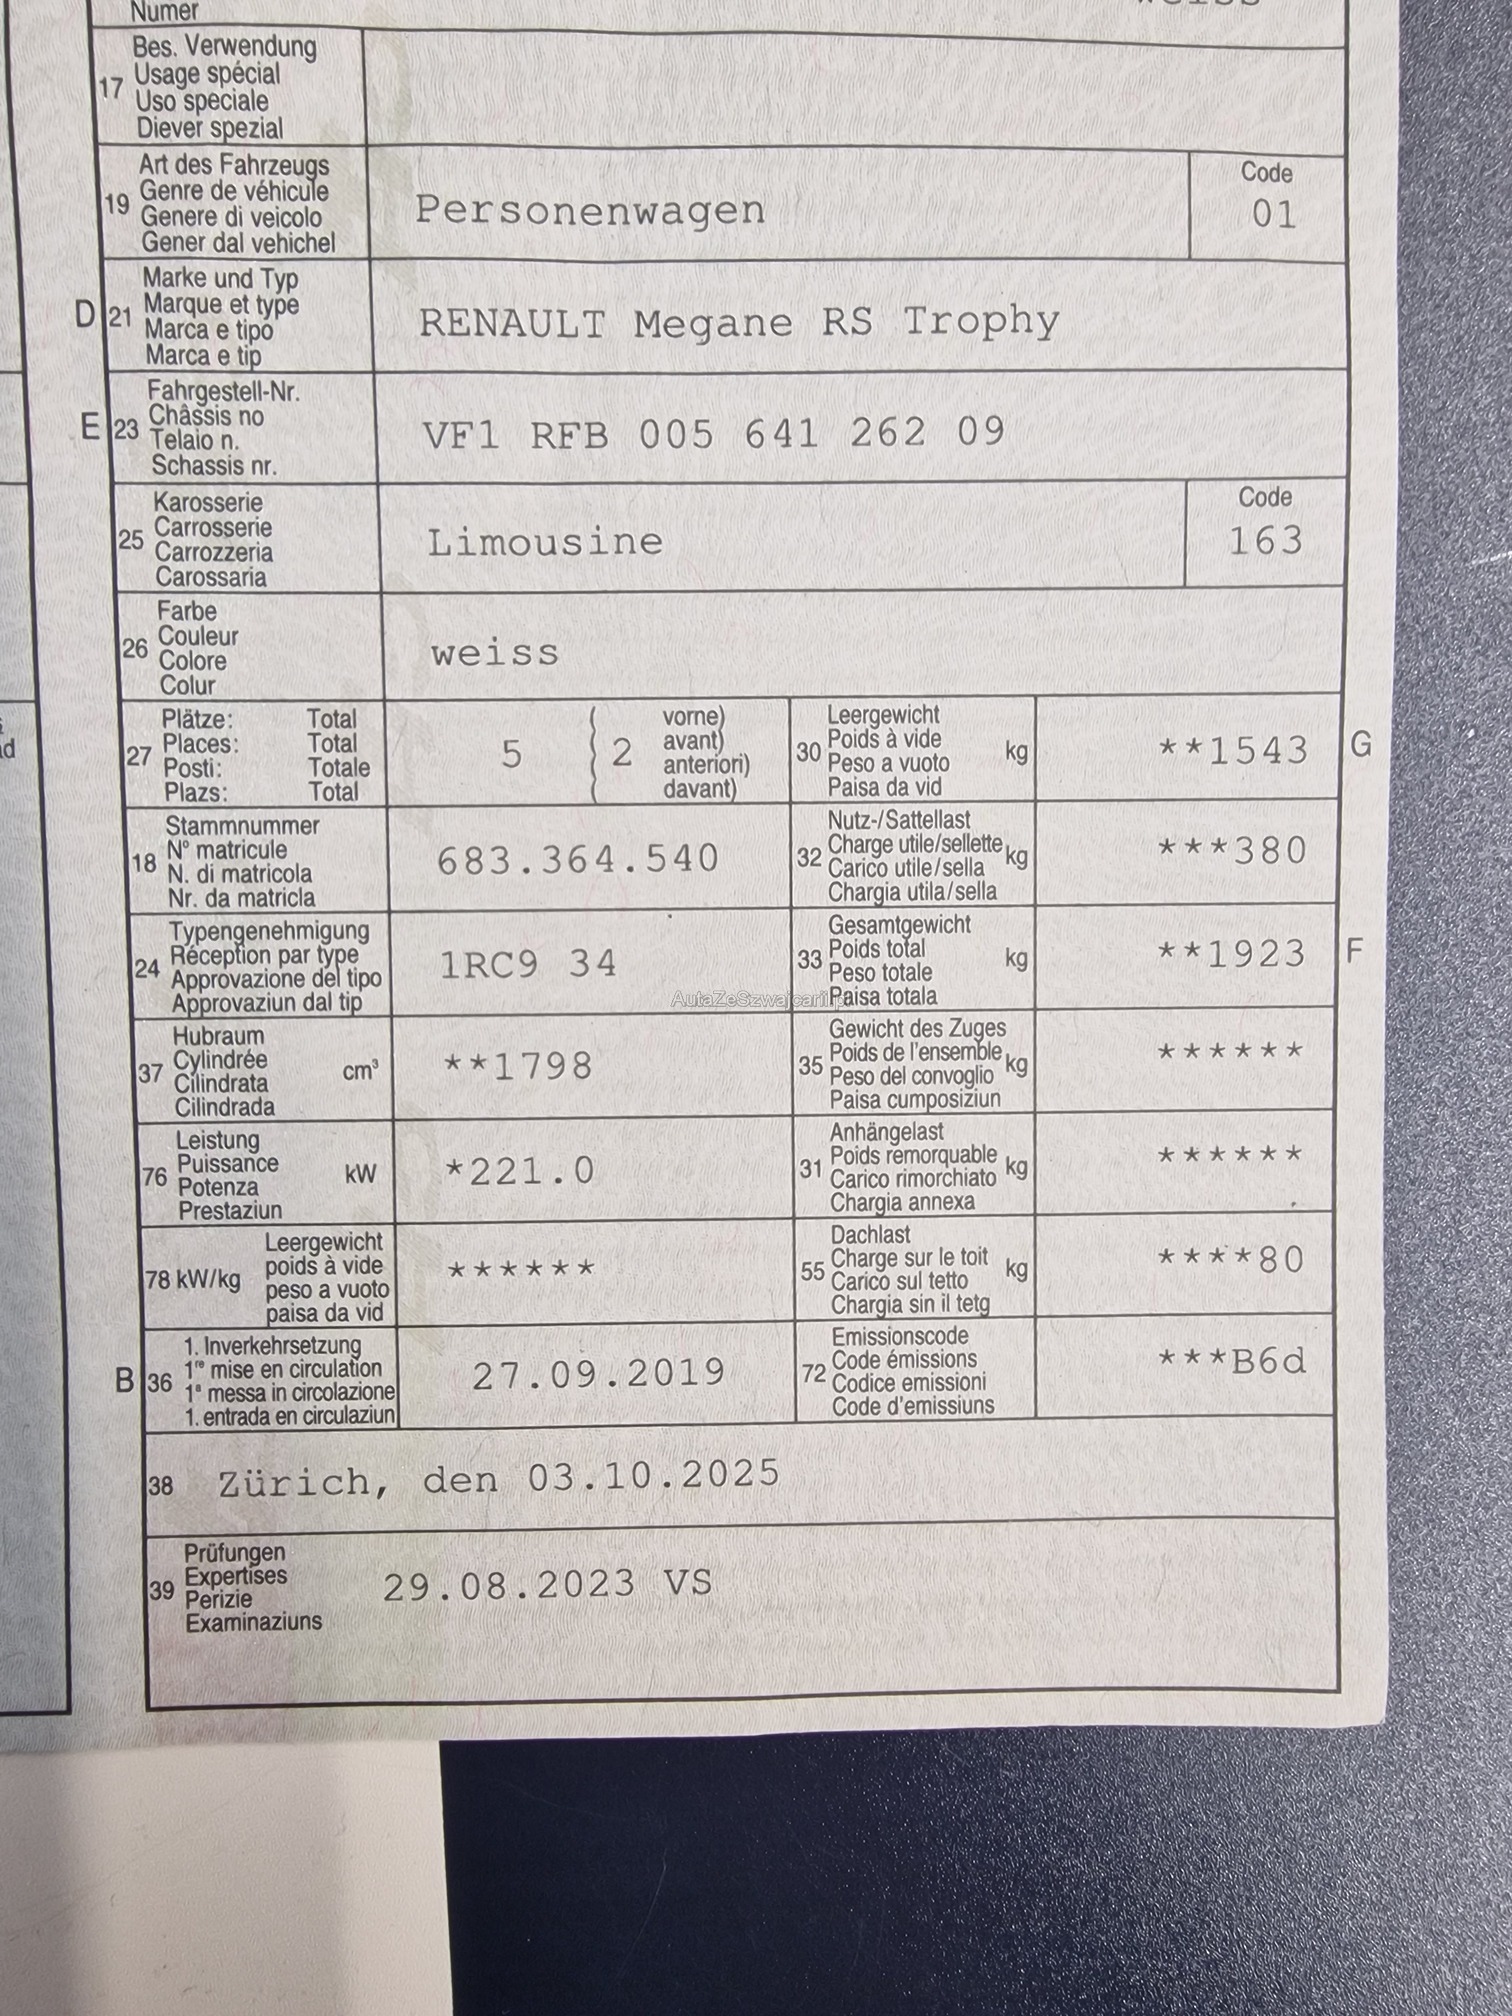 Numer
17 Bes. Verwendung
Usage spécial
Uso speciale
Diever spezial
19 Art des Fahrzeugs
Genre de véhicule
Genere di veicolo
Gener dal vehichel
Personenwagen
Code
01
D 21 Marke und Typ
Marque et type
Marca e tipo
Marca e tip
RENAULT Megane RS Trophy
E 23 Fahrgestell-Nr.
Châssis no
Telaio n.
Schassis nr.
VF1 RFB 005 641 262 09
25 Karosserie
Carrosserie
Carrozzeria
Carossaria
Limousine
Code
163
26 Farbe
Couleur
Colore
Colur
weiss
27 Plätze: Total
Places: Total
Posti: Totale
Plazs: Total
5 { 2 vorne)
avant)
anteriori)
davant)
30 Leergewicht
Poids à vide
Peso a vuoto
Paisa da vid
kg
**1543 G
18 Stammnummer
N° matricule
N. di matricola
Nr. da matricla
683.364.540
32 Nutz-/Sattellast
Charge utile/sellette
Carico utile/sella
Chargia utila/sella
kg
***380
24 Typengenehmigung
Réception par type
Approvazione del tipo
Approvaziun dal tip
1RC9 34
33 Gesamtgewicht
Poids total
Peso totale
Paisa totala
kg
**1923 F
37 Hubraum
Cylindrée
Cilindrata
Cilindrada
cm³
**1798
35 Gewicht des Zuges
Poids de l'ensemble
Peso del convoglio
Paisa cumposiziun
kg
******
76 Leistung
Puissance
Potenza
Prestaziun
kW
*221.0
31 Anhängelast
Poids remorquable
Carico rimorchiato
Chargia annexa
kg
******
78 kW/kg Leergewicht
poids à vide
peso a vuoto
paisa da vid
******
55 Dachlast
Charge sur le toit
Carico sul tetto
Chargia sin il tetg
kg
****80
B 36 1. Inverkehrsetzung
1re mise en circulation
1a messa in circolazione
1. entrada en circulaziun
27.09.2019
72 Emissionscode
Code émissions
Codice emissioni
Code d'emissiuns
***B6d
38 Zürich, den 03.10.2025
39 Prüfungen
Expertises
Perizie
Examinaziuns
29.08.2023 VS